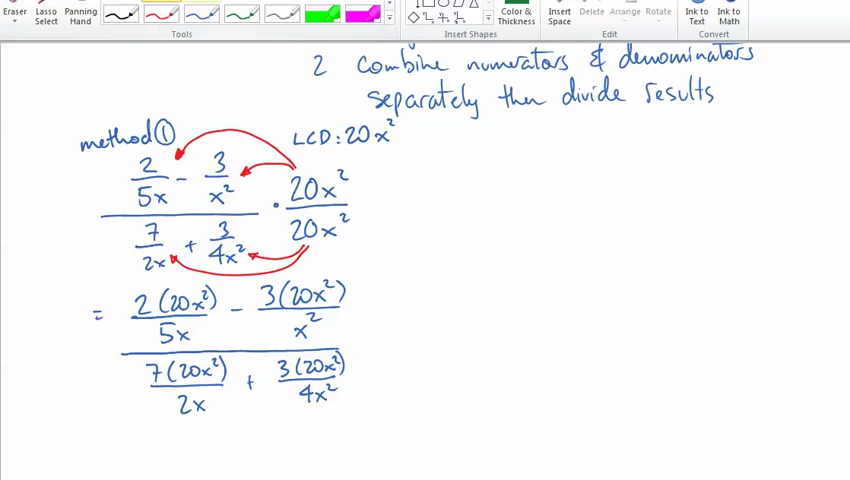 Eraser Lasso Select Panning Hand Color & Thickness Insert Space Delete Arrange Rotate Ink to Text Ink to Math
Tools Insert Shapes Edit Convert
2 combine numerators & denominators
separately then divide results
method ① LCD: 20x²
2/5x - 3/x² · 20x²/20x²
7/2x + 3/4x²
= 2(20x²)/5x - 3(20x²)/x²
7(20x²)/2x + 3(20x²)/4x²